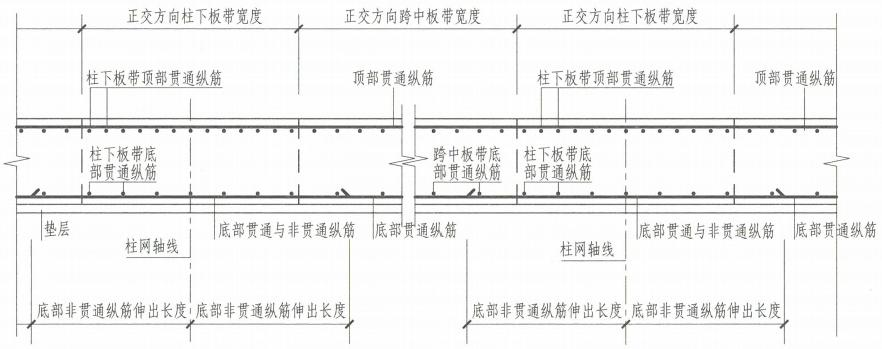 正交方向柱下板带宽度
正交方向跨中板带宽度
正交方向柱下板带宽度
柱下板带顶部贯通纵筋
顶部贯通纵筋
柱下板带顶部贯通纵筋
顶部贯通纵筋
柱下板带底
部贯通纵筋
跨中板带底
部贯通纵筋
柱下板带底
部贯通纵筋
垫层
柱网轴线
底部贯通与非贯通纵筋
底部贯通纵筋
柱网轴线
底部贯通与非贯通纵筋
底部贯通纵筋
底部非贯通纵筋伸出长度
底部非贯通纵筋伸出长度
底部非贯通纵筋伸出长度
底部非贯通纵筋伸出长度